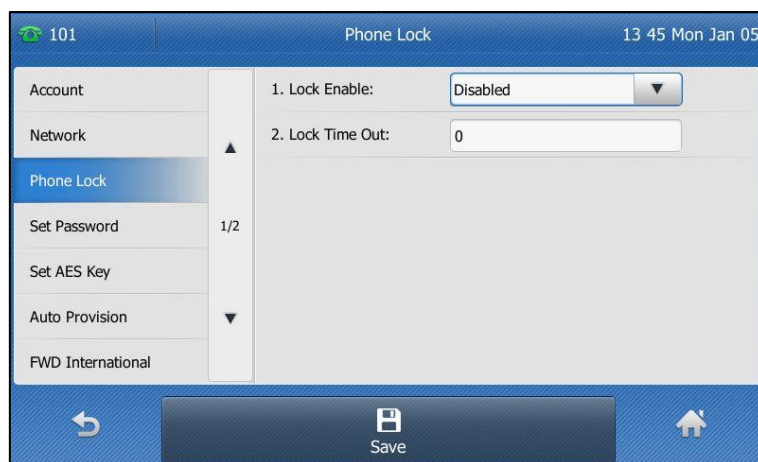 101 Phone Lock 13 45 Mon Jan 05
Account
Network
Phone Lock
Set Password
Set AES Key
Auto Provision
FWD International
1/2
1. Lock Enable: Disabled
2. Lock Time Out: 0
Save